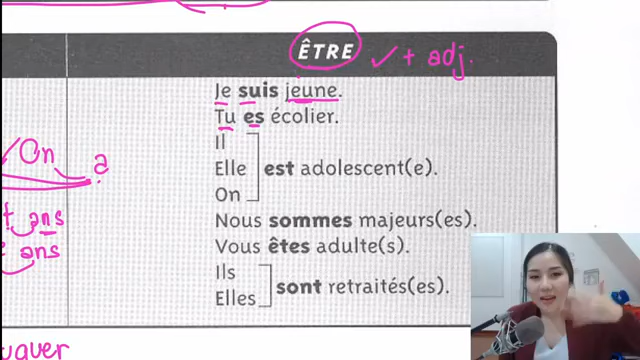 ÊTRE ✓ + adj.
Je suis jeune.
Tu es écolier.
Il
Elle est adolescent(e).
On
Nous sommes majeurs(es).
Vous êtes adulte(s).
Ils
Elles sont retraités(es).
On a
ans
ans